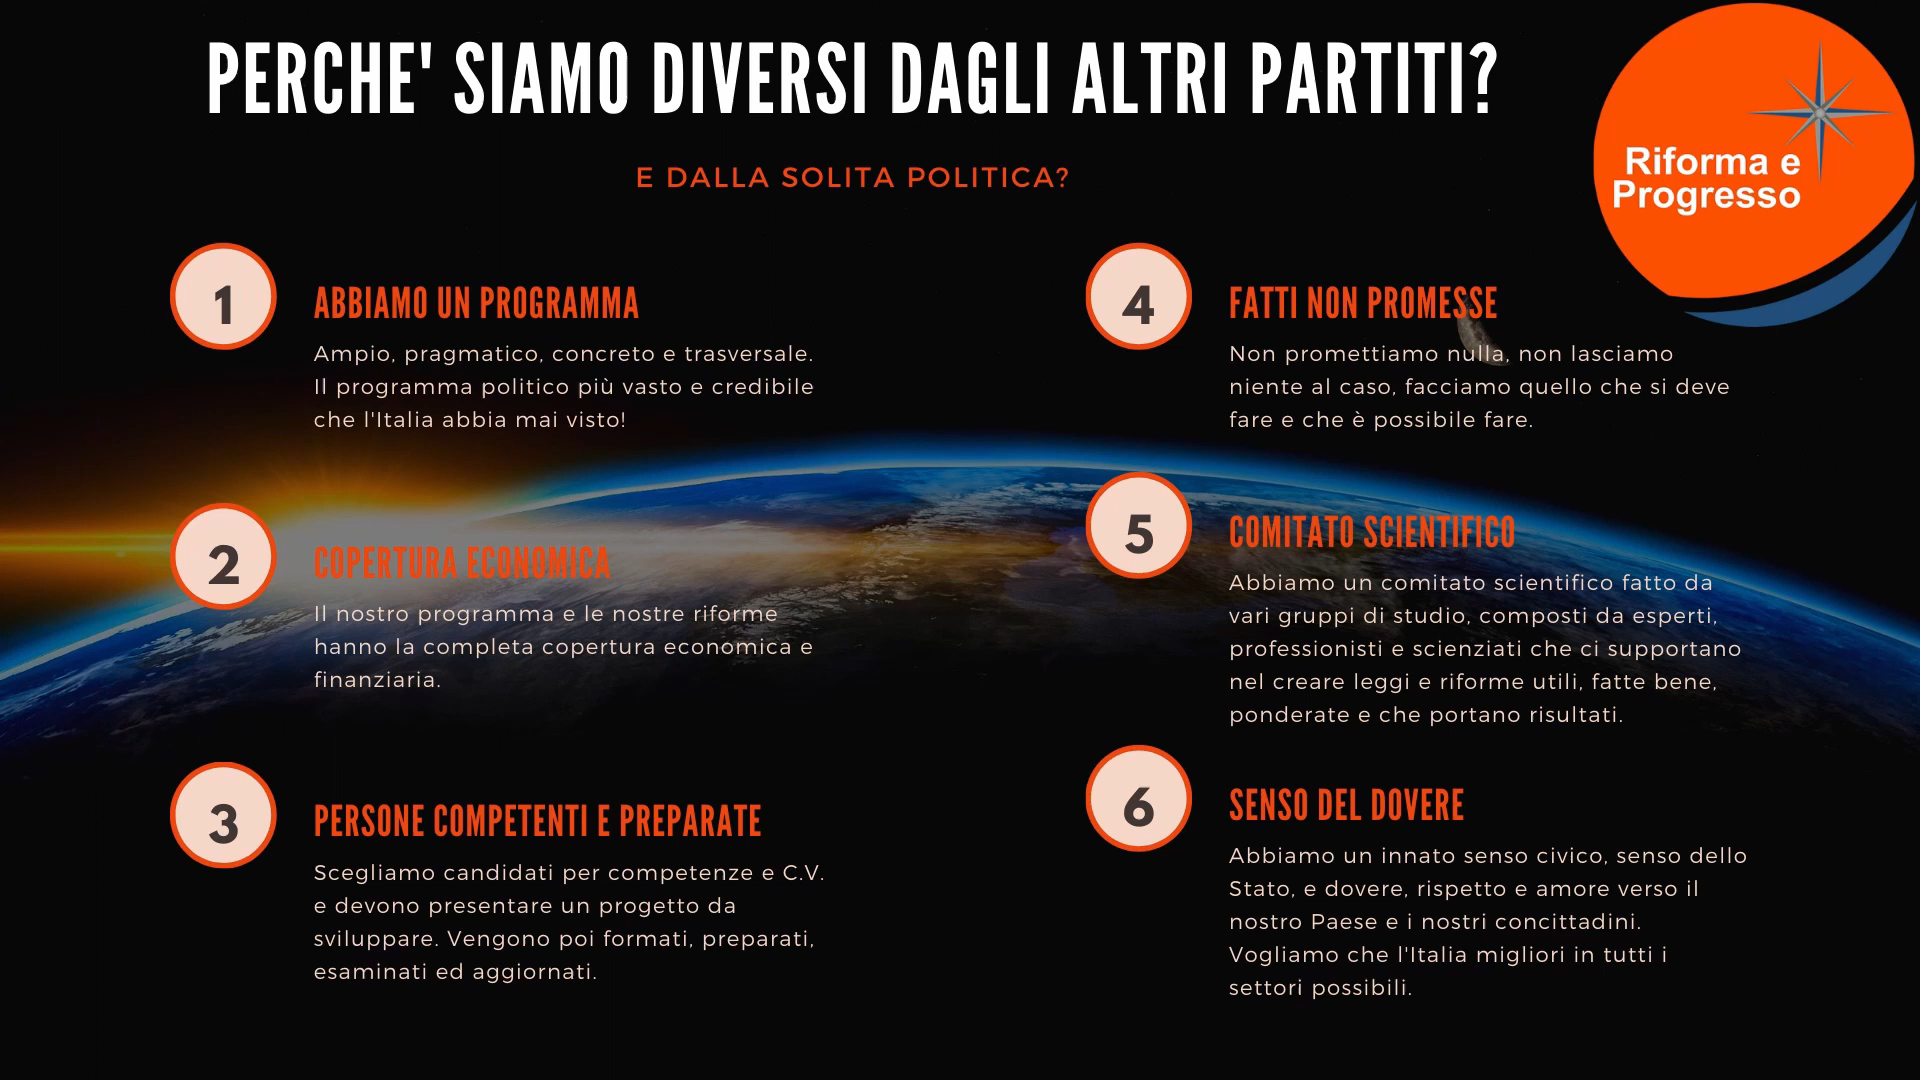 PERCHE' SIAMO DIVERSI DAGLI ALTRI PARTITI?
E DALLA SOLITA POLITICA?
Riforma e
Progresso
1
ABBIAMO UN PROGRAMMA
Ampio, pragmatico, concreto e trasversale.
Il programma politico più vasto e credibile
che l'Italia abbia mai visto!
2
COPERTURA ECONOMICA
Il nostro programma e le nostre riforme
hanno la completa copertura economica e
finanziaria.
3
PERSONE COMPETENTI E PREPARATE
Scegliamo candidati per competenze e C.V.
e devono presentare un progetto da
sviluppare. Vengono poi formati, preparati,
esaminati ed aggiornati.
4
FATTI NON PROMESSE
Non promettiamo nulla, non lasciamo
niente al caso, facciamo quello che si deve
fare e che è possibile fare.
5
COMITATO SCIENTIFICO
Abbiamo un comitato scientifico fatto da
vari gruppi di studio, composti da esperti,
professionisti e scienziati che ci supportano
nel creare leggi e riforme utili, fatte bene,
ponderate e che portano risultati.
6
SENSO DEL DOVERE
Abbiamo un innato senso civico, senso dello
Stato, e dovere, rispetto e amore verso il
nostro Paese e i nostri concittadini.
Vogliamo che l'Italia migliori in tutti i
settori possibili.